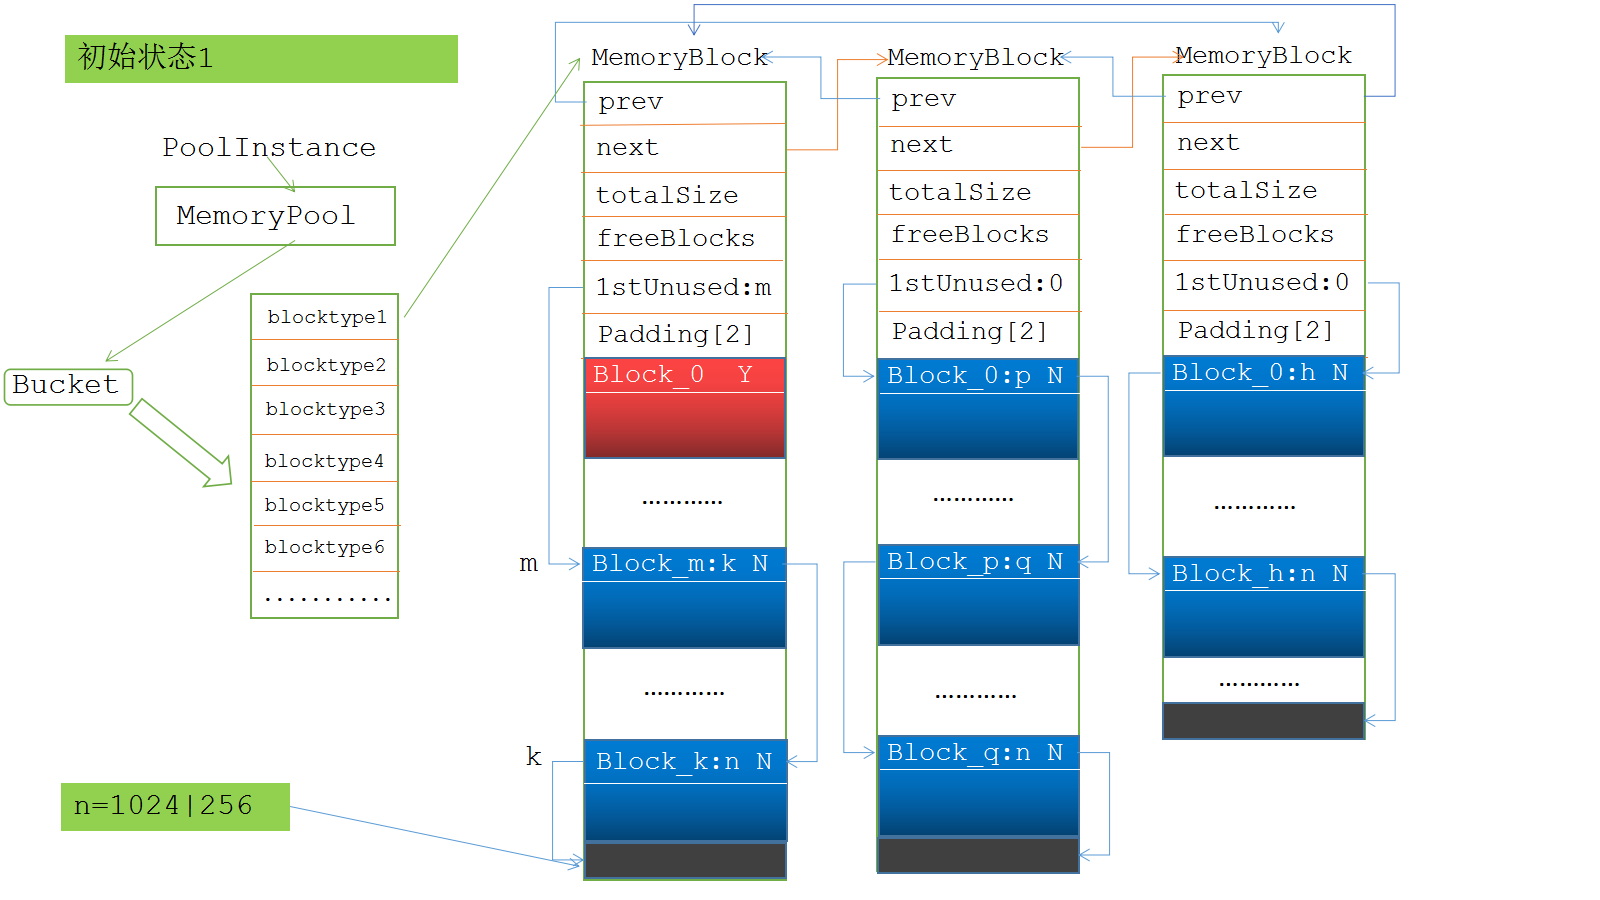 初始状态1
PoolInstance
MemoryPool
Bucket
blocktype1
blocktype2
blocktype3
blocktype4
blocktype5
blocktype6
...........
n=1024|256
MemoryBlock
prev
next
totalSize
freeBlocks
1stUnused:m
Padding[2]
Block_0 Y
…………
m
Block_m:k N
…………
k
Block_k:n N
MemoryBlock
prev
next
totalSize
freeBlocks
1stUnused:0
Padding[2]
Block_0:p N
…………
Block_p:q N
…………
Block_q:n N
MemoryBlock
prev
next
totalSize
freeBlocks
1stUnused:0
Padding[2]
Block_0:h N
…………
Block_h:n N
…………